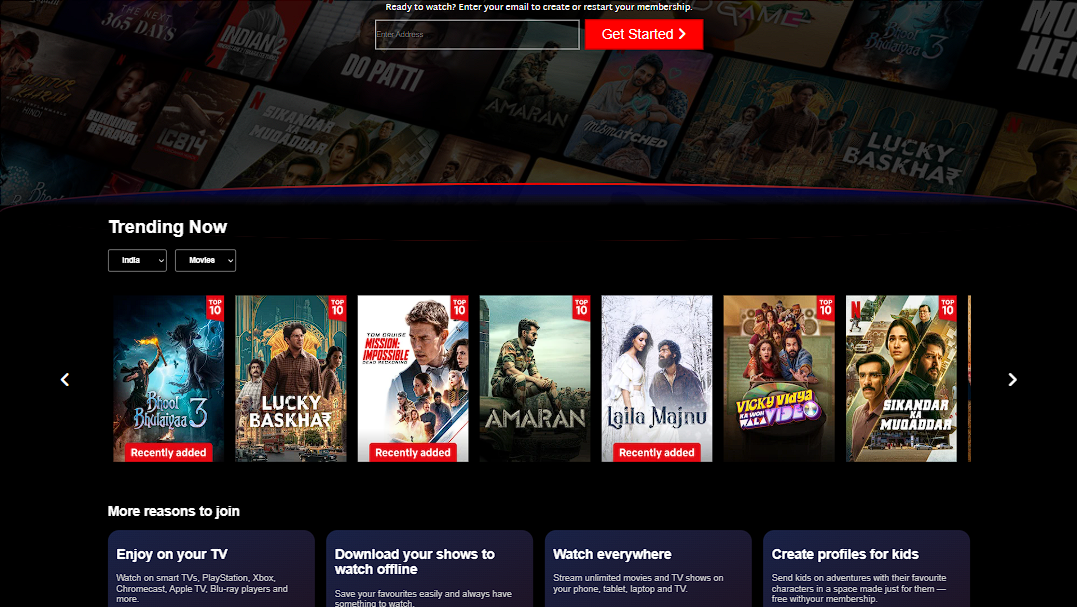 Ready to watch? Enter your email to create or restart your membership.
Enter Address
Get Started
THE NEXT
365 DAYS
INDIAN 2
DO PATTI
GAME
Bhool
Bhulaiyaa 3
HINDI
BURNING
BETRAYAL
IC814
SIKANDAR
KA
MUQADDAR
AMARAN
MISMATCHED
LUCKY
BASKHAR
Trending Now
India
Movies
TOP
10
Bhool
Bhulaiyaa 3
Recently added
TOP
10
LUCKY
BASKHAR
TOP
10
TOM CRUISE
MISSION:
IMPOSSIBLE
DEAD RECKONING
Recently added
TOP
10
AMARAN
Laila Majnu
Recently added
TOP
10
VICKY Vidya
KA WOH
WALA VIDEO
N
TOP
10
SIKANDAR
KA
MUQADDAR
More reasons to join
Enjoy on your TV
Watch on smart TVs, PlayStation, Xbox,
Chromecast, Apple TV, Blu-ray players and
more.
Download your shows to
watch offline
Save your favourites easily and always have
something to watch.
Watch everywhere
Stream unlimited movies and TV shows on
your phone, tablet, laptop and TV.
Create profiles for kids
Send kids on adventures with their favourite
characters in a space made just for them —
free withyour membership.